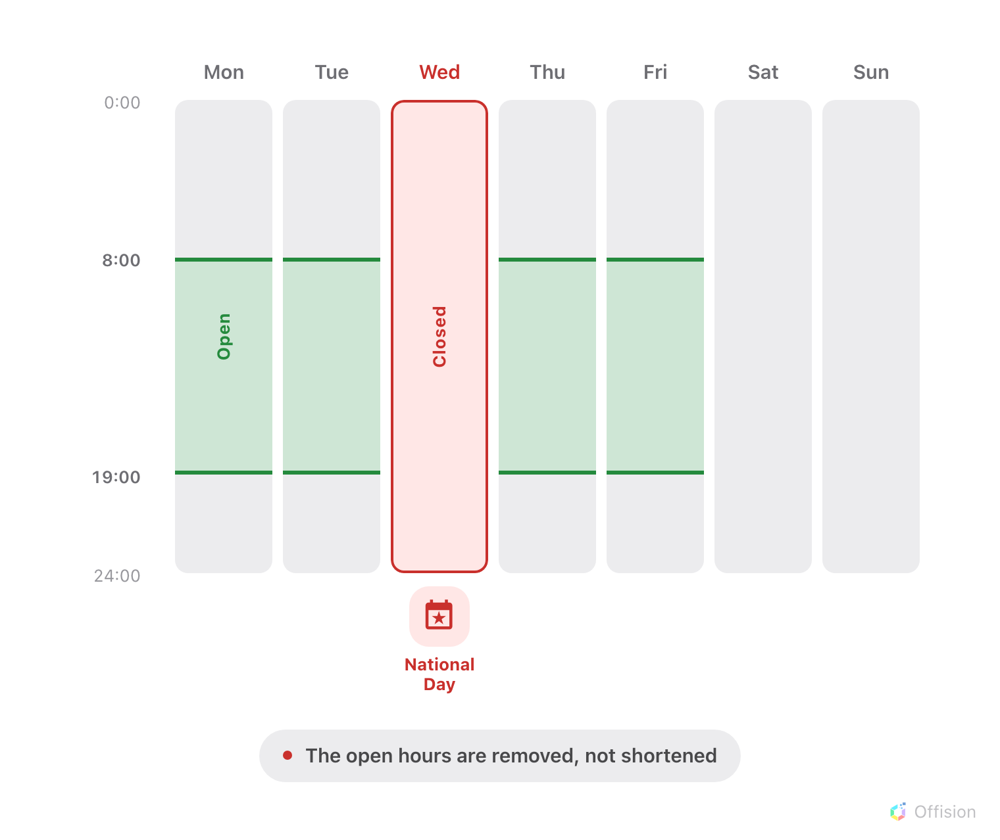 Mon Tue Wed Thu Fri Sat Sun
0:00
8:00
Open
Closed
19:00
24:00
National
Day
The open hours are removed, not shortened
Offision